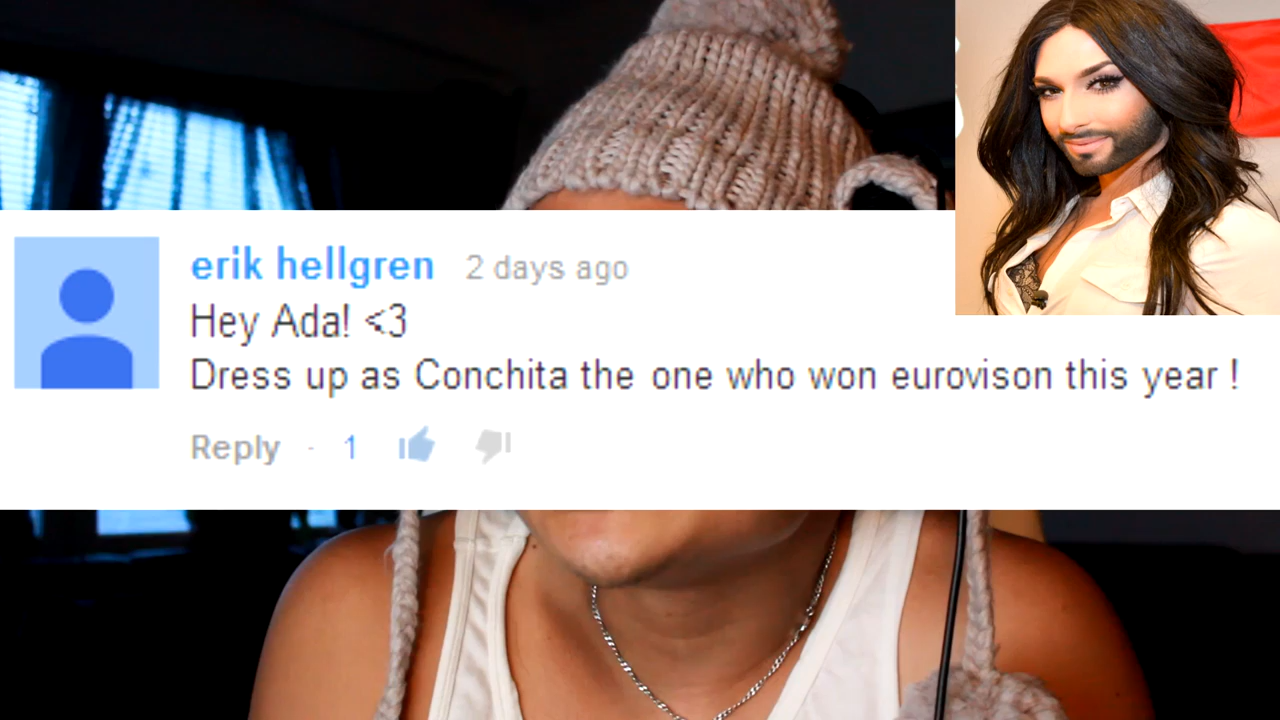 erik hellgren 2 days ago
Hey Ada! <3
Dress up as Conchita the one who won eurovison this year !
Reply · 1